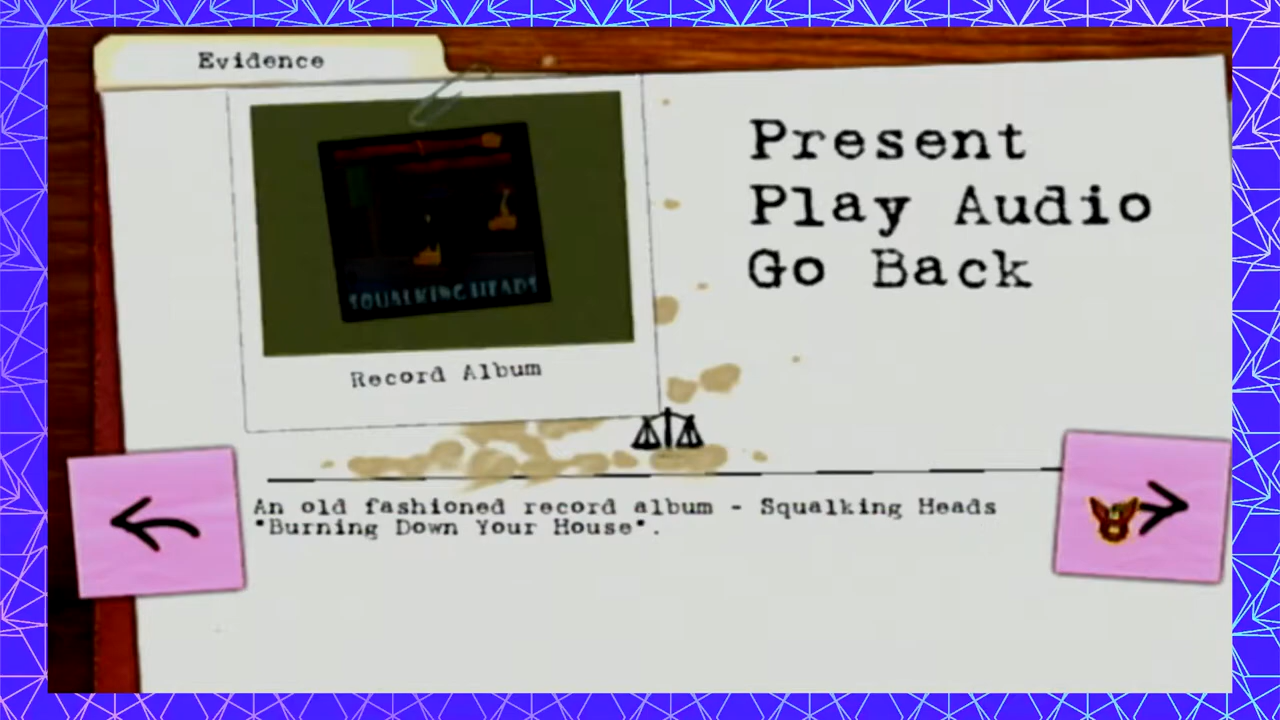 Evidence
Present
Play Audio
Go Back
SQUALKING HEADS
Record Album
An old fashioned record album - Squalking Heads
"Burning Down Your House".